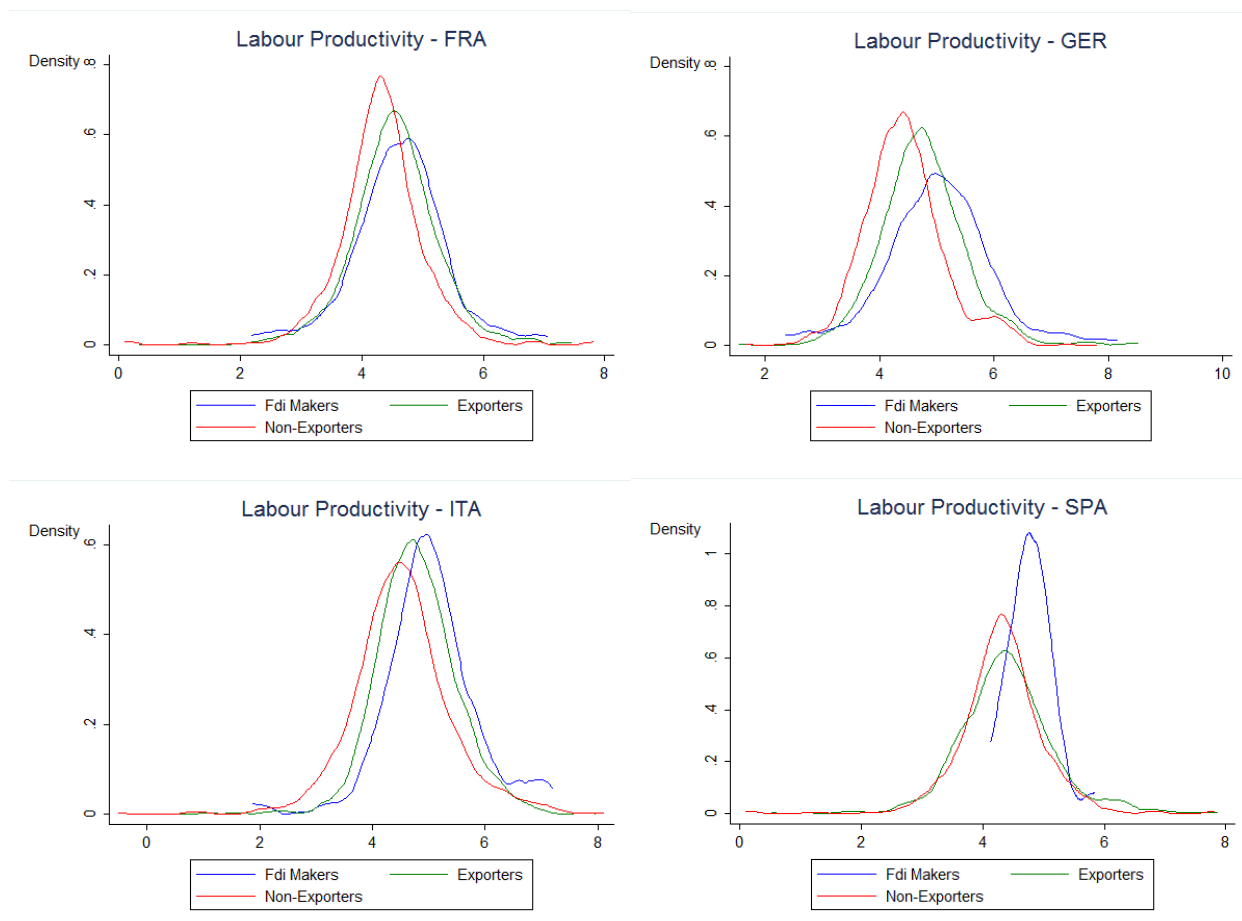 Labour Productivity - FRA
Density
.8
.6
.4
.2
0
0 2 4 6 8
Fdi Makers Exporters
Non-Exporters
Labour Productivity - GER
Density
.8
.6
.4
.2
0
2 4 6 8 10
Fdi Makers Exporters
Non-Exporters
Labour Productivity - ITA
Density
.6
.4
.2
0
0 2 4 6 8
Fdi Makers Exporters
Non-Exporters
Labour Productivity - SPA
Density
1
.8
.6
.4
.2
0
0 2 4 6 8
Fdi Makers Exporters
Non-Exporters